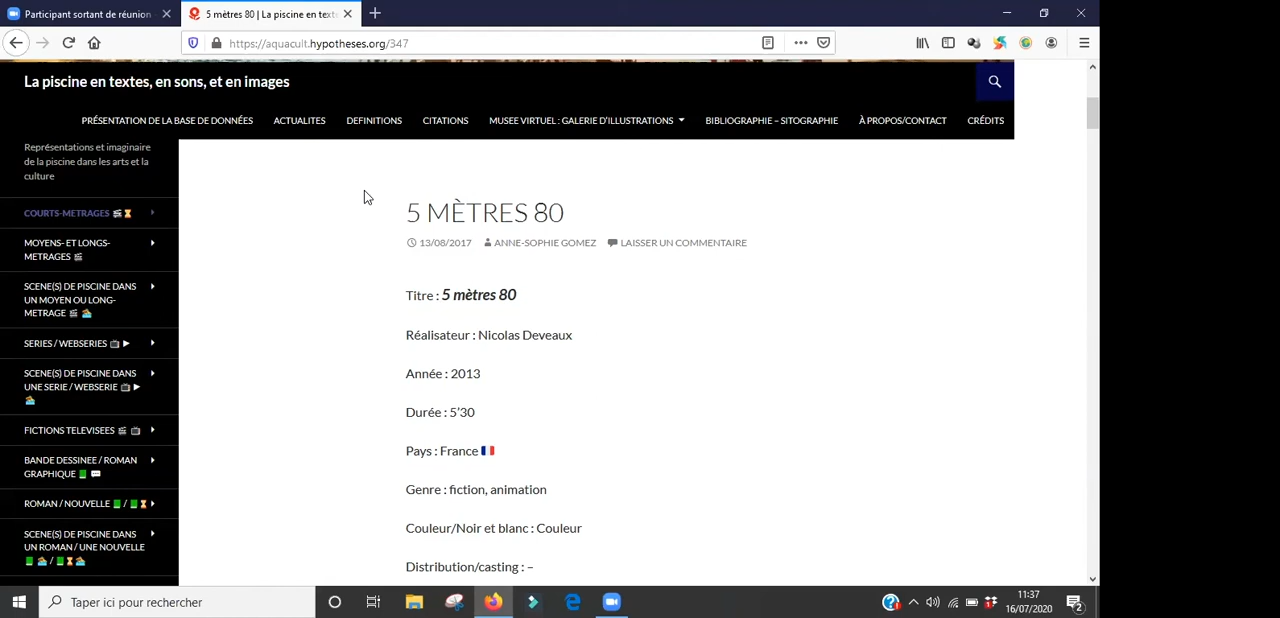 Participant sortant de réunion
5 mètres 80 | La piscine en texte
https://aquacult.hypotheses.org/347
La piscine en textes, en sons, et en images
PRÉSENTATION DE LA BASE DE DONNÉES ACTUALITES DEFINITIONS CITATIONS MUSEE VIRTUEL : GALERIE D'ILLUSTRATIONS BIBLIOGRAPHIE – SITOGRAPHIE À PROPOS/CONTACT CRÉDITS
Représentations et imaginaire
de la piscine dans les arts et la
culture
COURTS-METRAGES
MOYENS- ET LONGS-
METRAGES
SCENE(S) DE PISCINE DANS
UN MOYEN OU LONG-
METRAGE
SERIES / WEBSERIES
SCENE(S) DE PISCINE DANS
UNE SERIE / WEBSERIE
FICTIONS TELEVISEES
BANDE DESSINEE / ROMAN
GRAPHIQUE
ROMAN / NOUVELLE /
SCENE(S) DE PISCINE DANS
UN ROMAN / UNE NOUVELLE
/
5 MÈTRES 80
13/08/2017 ANNE-SOPHIE GOMEZ LAISSER UN COMMENTAIRE
Titre : 5 mètres 80
Réalisateur : Nicolas Deveaux
Année : 2013
Durée : 5'30
Pays : France
Genre : fiction, animation
Couleur/Noir et blanc : Couleur
Distribution/casting : –
Taper ici pour rechercher
11:37
16/07/2020
2